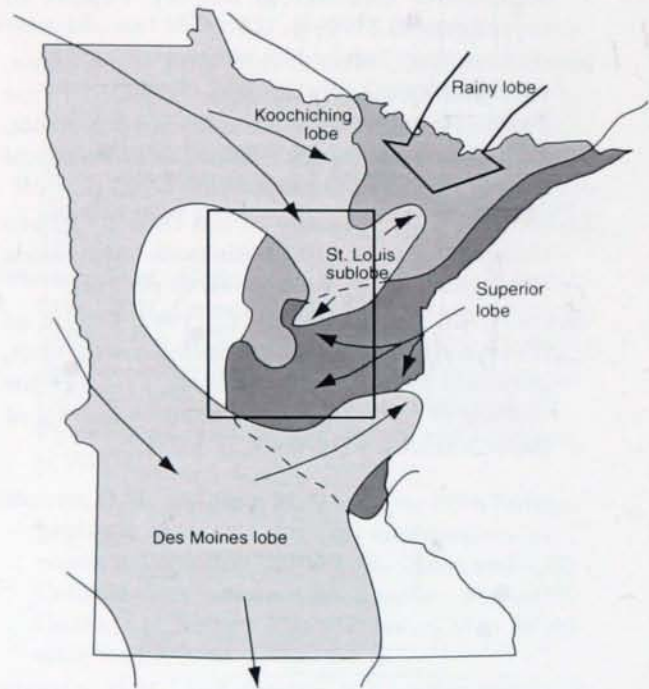 Rainy lobe
Koochiching
lobe
St. Louis
sublobe
Superior
lobe
Des Moines lobe